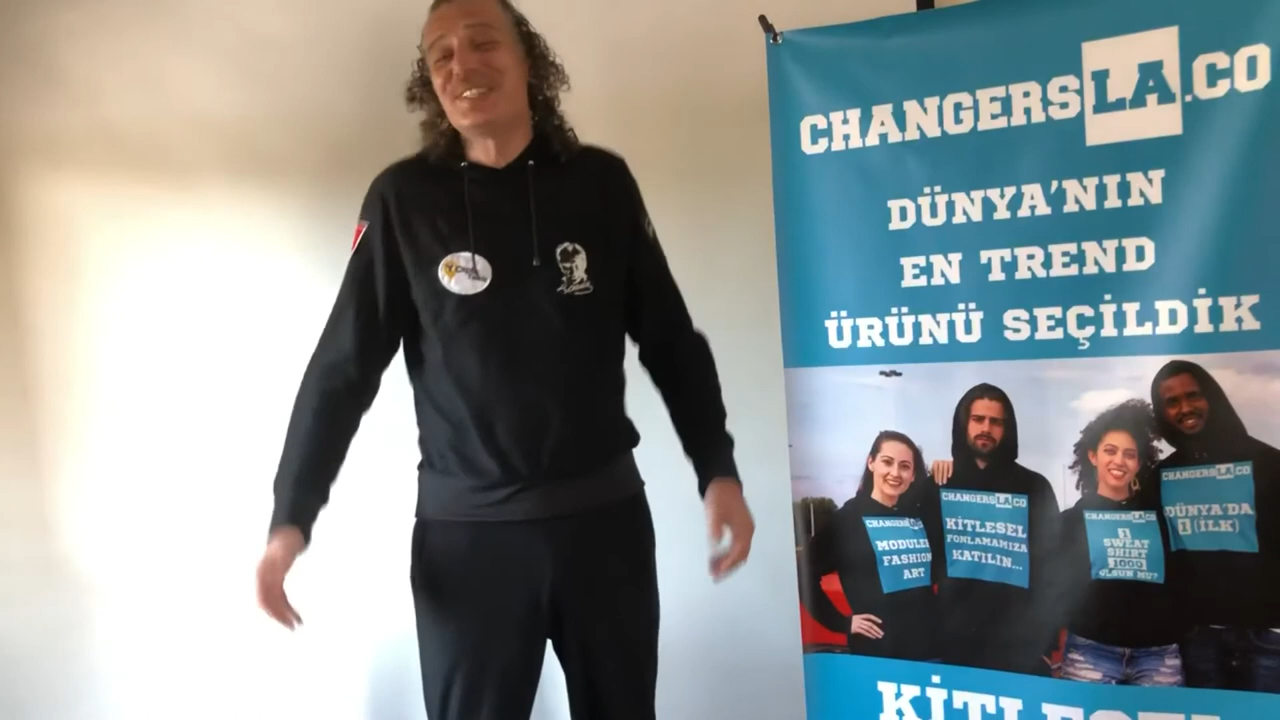 CHANGERSLA.CO
DÜNYA'NIN
EN TREND
ÜRÜNÜ SEÇİLDİK
CHANGERSLA
MODULER
FASHION
ART
CHANGERSLA.CO
KİTLESEL
FONLAMAMIZA
KATILIN...
CHANGERSLA.CO
1
SWEAT
SHIRT
1000
OLSUN MU?
CHANGERSLA.CO
DÜNYA'DA
1 (İLK)